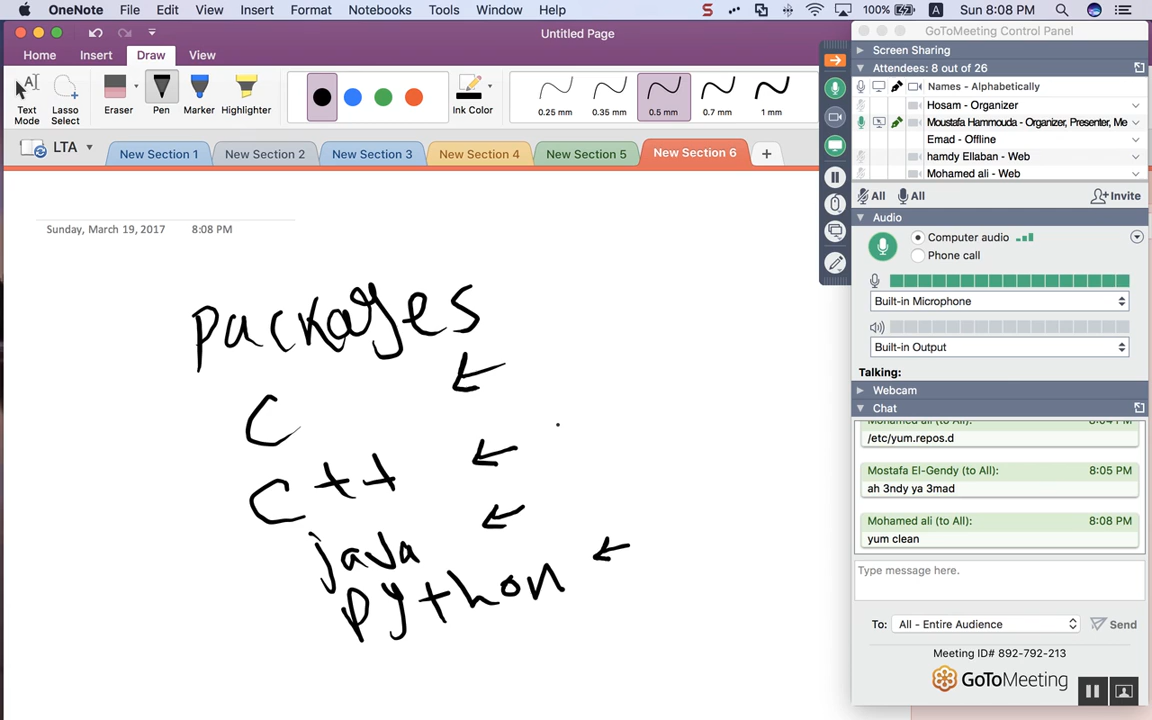 OneNote File Edit View Insert Format Notebooks Tools Window Help 100% A Sun 8:08 PM
Untitled Page
Home Insert Draw View
Text Mode Lasso Select Eraser Pen Marker Highlighter Ink Color 0.25 mm 0.35 mm 0.5 mm 0.7 mm 1 mm
LTA New Section 1 New Section 2 New Section 3 New Section 4 New Section 5 New Section 6 +
Sunday, March 19, 2017 8:08 PM
packages
C
C++
java
python
GoToMeeting Control Panel
Screen Sharing
Attendees: 8 out of 26
Names - Alphabetically
Hosam - Organizer
Moustafa Hammouda - Organizer, Presenter, Me
Emad - Offline
hamdy Ellaban - Web
Mohamed ali - Web
All All Invite
Audio
Computer audio
Phone call
Built-in Microphone
Built-in Output
Talking:
Webcam
Chat
Mohamed ali (to All): 8:04 PM
/etc/yum.repos.d
Mostafa El-Gendy (to All): 8:05 PM
ah 3ndy ya 3mad
Mohamed ali (to All): 8:08 PM
yum clean
Type message here.
To: All - Entire Audience Send
Meeting ID# 892-792-213
GoToMeeting